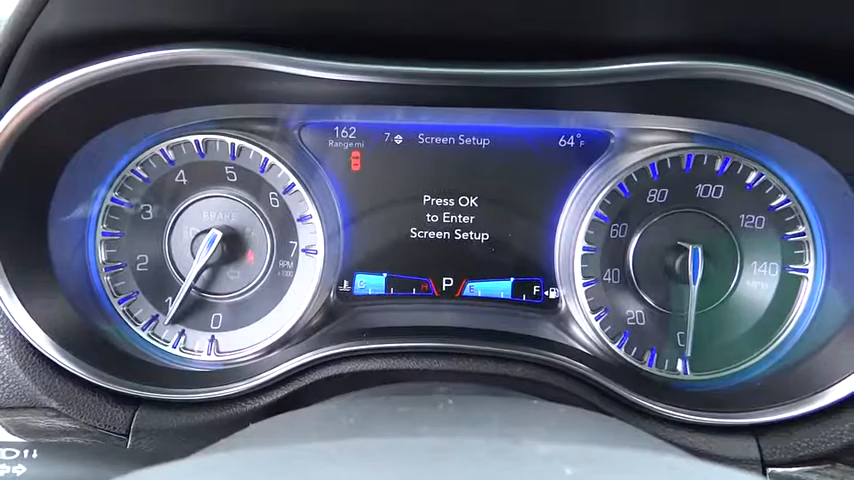 162
Range mi
7
Screen Setup
64°F
Press OK
to Enter
Screen Setup
C
H
P
E
F
BRAKE
0
1
2
3
4
5
6
7
RPM
x1000
0
20
40
60
80
100
120
140
MPH